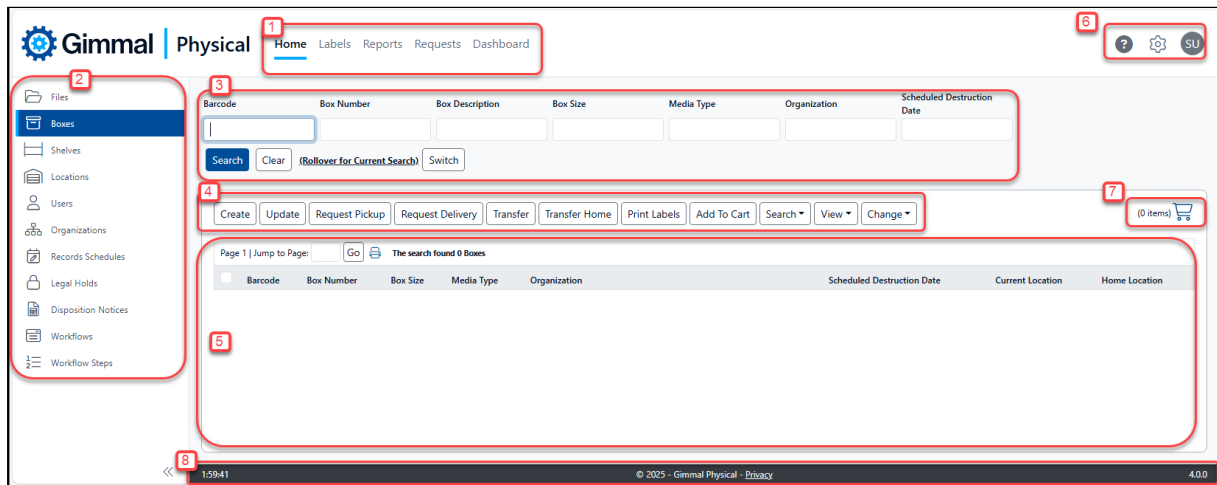 1
6
Gimmal | Physical Home Labels Reports Requests Dashboard
? SU
2
Files
Boxes
Shelves
Locations
Users
Organizations
Records Schedules
Legal Holds
Disposition Notices
Workflows
Workflow Steps
3
Barcode Box Number Box Description Box Size Media Type Organization Scheduled Destruction
Date
Search Clear (Rollover for Current Search) Switch
4
Create Update Request Pickup Request Delivery Transfer Transfer Home Print Labels Add To Cart Search View Change
7
(0 items)
Page 1 | Jump to Page: Go The search found 0 Boxes
Barcode Box Number Box Size Media Type Organization Scheduled Destruction Date Current Location Home Location
5
8
1:59:41 © 2025 - Gimmal Physical - Privacy 4.0.0